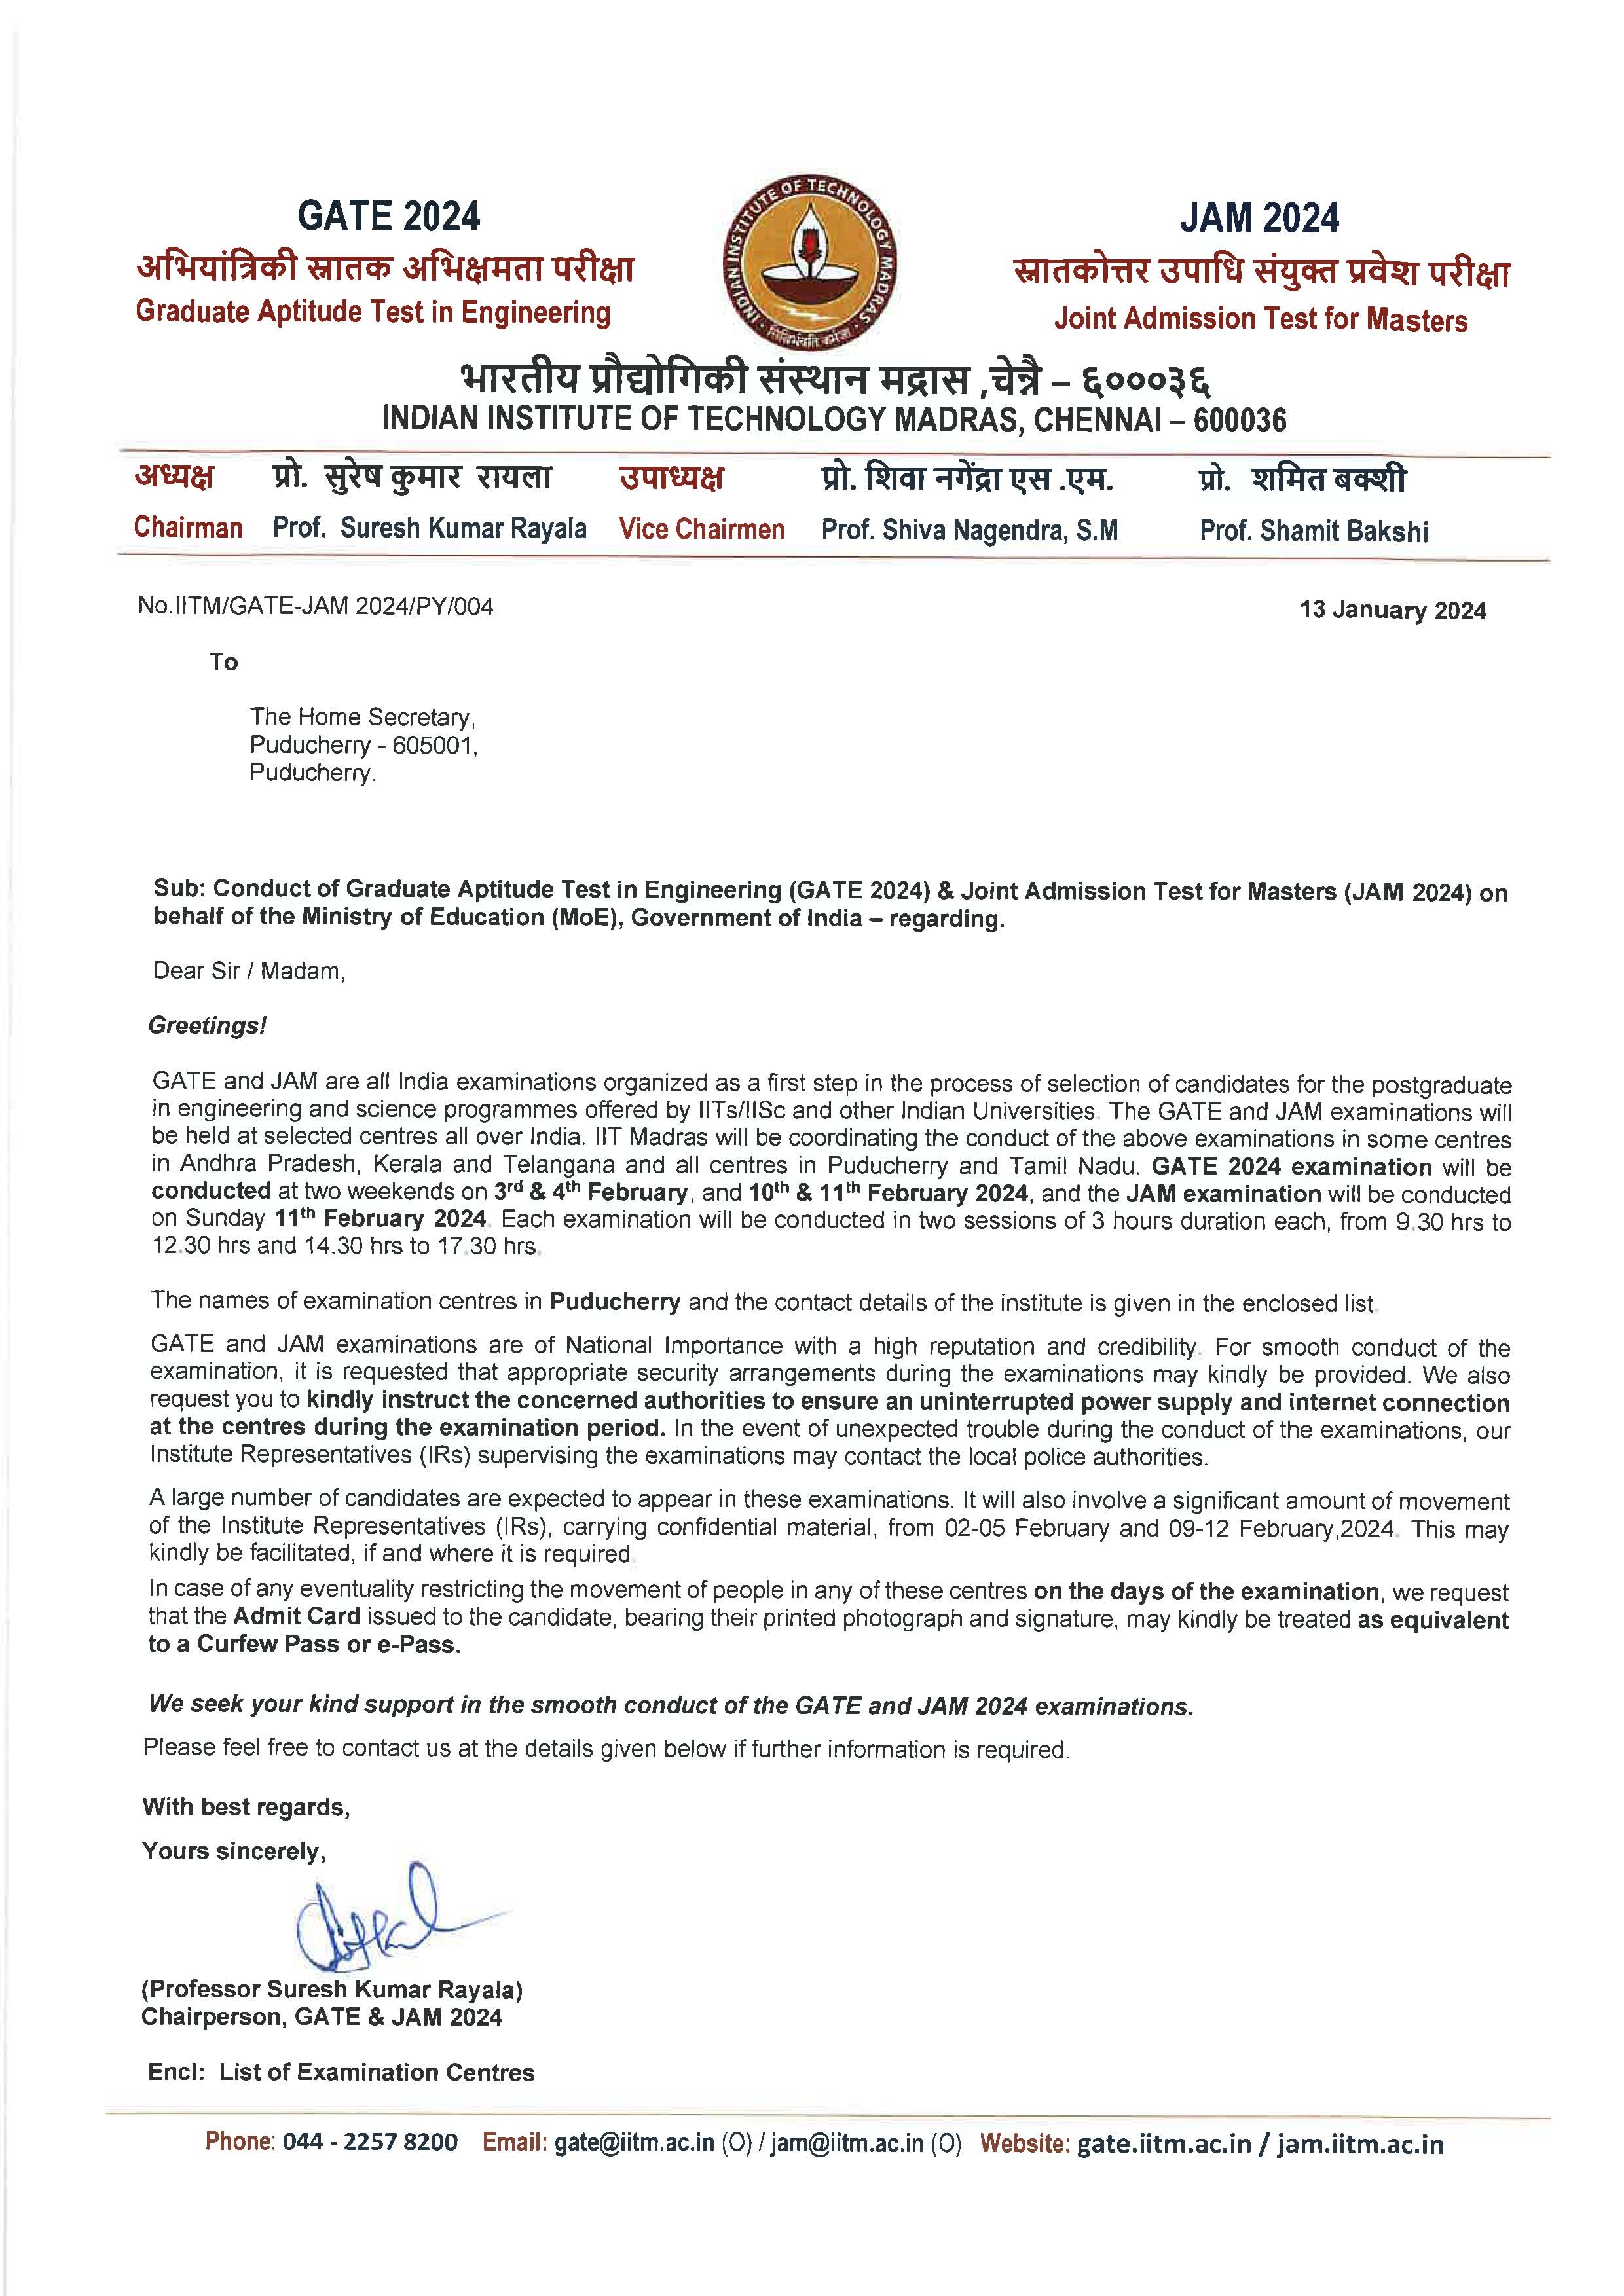 GATE 2024
अभियांत्रिकी स्नातक अभिक्षमता परीक्षा
Graduate Aptitude Test in Engineering
INDIAN INSTITUTE OF TECHNOLOGY MADRAS
JAM 2024
स्नातकोत्तर उपाधि संयुक्त प्रवेश परीक्षा
Joint Admission Test for Masters
भारतीय प्रौद्योगिकी संस्थान मद्रास ,चेन्नै – ६०००३६
INDIAN INSTITUTE OF TECHNOLOGY MADRAS, CHENNAI – 600036
अध्यक्ष प्रो. सुरेष कुमार रायला उपाध्यक्ष प्रो. शिवा नगेंद्रा एस .एम. प्रो. शमित बक्शी
Chairman Prof. Suresh Kumar Rayala Vice Chairmen Prof. Shiva Nagendra, S.M Prof. Shamit Bakshi
No.IITM/GATE-JAM 2024/PY/004 13 January 2024
To
The Home Secretary,
Puducherry - 605001,
Puducherry.
Sub: Conduct of Graduate Aptitude Test in Engineering (GATE 2024) & Joint Admission Test for Masters (JAM 2024) on
behalf of the Ministry of Education (MoE), Government of India – regarding.
Dear Sir / Madam,
Greetings!
GATE and JAM are all India examinations organized as a first step in the process of selection of candidates for the postgraduate
in engineering and science programmes offered by IITs/IISc and other Indian Universities. The GATE and JAM examinations will
be held at selected centres all over India. IIT Madras will be coordinating the conduct of the above examinations in some centres
in Andhra Pradesh, Kerala and Telangana and all centres in Puducherry and Tamil Nadu. GATE 2024 examination will be
conducted at two weekends on 3rd & 4th February, and 10th & 11th February 2024, and the JAM examination will be conducted
on Sunday 11th February 2024. Each examination will be conducted in two sessions of 3 hours duration each, from 9.30 hrs to
12.30 hrs and 14.30 hrs to 17.30 hrs.
The names of examination centres in Puducherry and the contact details of the institute is given in the enclosed list.
GATE and JAM examinations are of National Importance with a high reputation and credibility. For smooth conduct of the
examination, it is requested that appropriate security arrangements during the examinations may kindly be provided. We also
request you to kindly instruct the concerned authorities to ensure an uninterrupted power supply and internet connection
at the centres during the examination period. In the event of unexpected trouble during the conduct of the examinations, our
Institute Representatives (IRs) supervising the examinations may contact the local police authorities.
A large number of candidates are expected to appear in these examinations. It will also involve a significant amount of movement
of the Institute Representatives (IRs), carrying confidential material, from 02-05 February and 09-12 February,2024. This may
kindly be facilitated, if and where it is required.
In case of any eventuality restricting the movement of people in any of these centres on the days of the examination, we request
that the Admit Card issued to the candidate, bearing their printed photograph and signature, may kindly be treated as equivalent
to a Curfew Pass or e-Pass.
We seek your kind support in the smooth conduct of the GATE and JAM 2024 examinations.
Please feel free to contact us at the details given below if further information is required.
With best regards,
Yours sincerely,
(Professor Suresh Kumar Rayala)
Chairperson, GATE & JAM 2024
Encl: List of Examination Centres
Phone: 044 - 2257 8200 Email: gate@iitm.ac.in (O) / jam@iitm.ac.in (O) Website: gate.iitm.ac.in / jam.iitm.ac.in